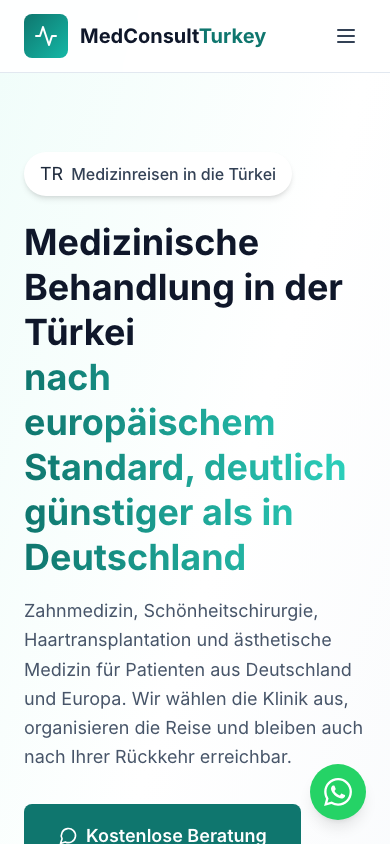 MedConsultTurkey
TR Medizinreisen in die Türkei
Medizinische
Behandlung in der
Türkei
nach
europäischem
Standard, deutlich
günstiger als in
Deutschland
Zahnmedizin, Schönheitschirurgie,
Haartransplantation und ästhetische
Medizin für Patienten aus Deutschland
und Europa. Wir wählen die Klinik aus,
organisieren die Reise und bleiben auch
nach Ihrer Rückkehr erreichbar.
Kostenlose Beratung